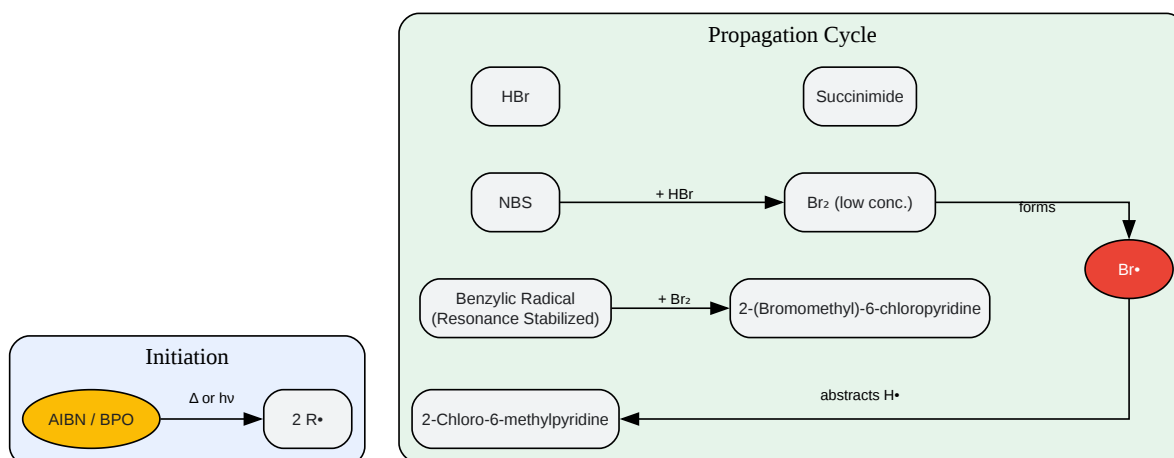 Propagation Cycle
HBr
Succinimide
NBS
+ HBr
Br₂ (low conc.)
forms
Br•
Benzylic Radical
(Resonance Stabilized)
+ Br₂
2-(Bromomethyl)-6-chloropyridine
Initiation
AIBN / BPO
Δ or hν
2 R•
2-Chloro-6-methylpyridine
abstracts H•